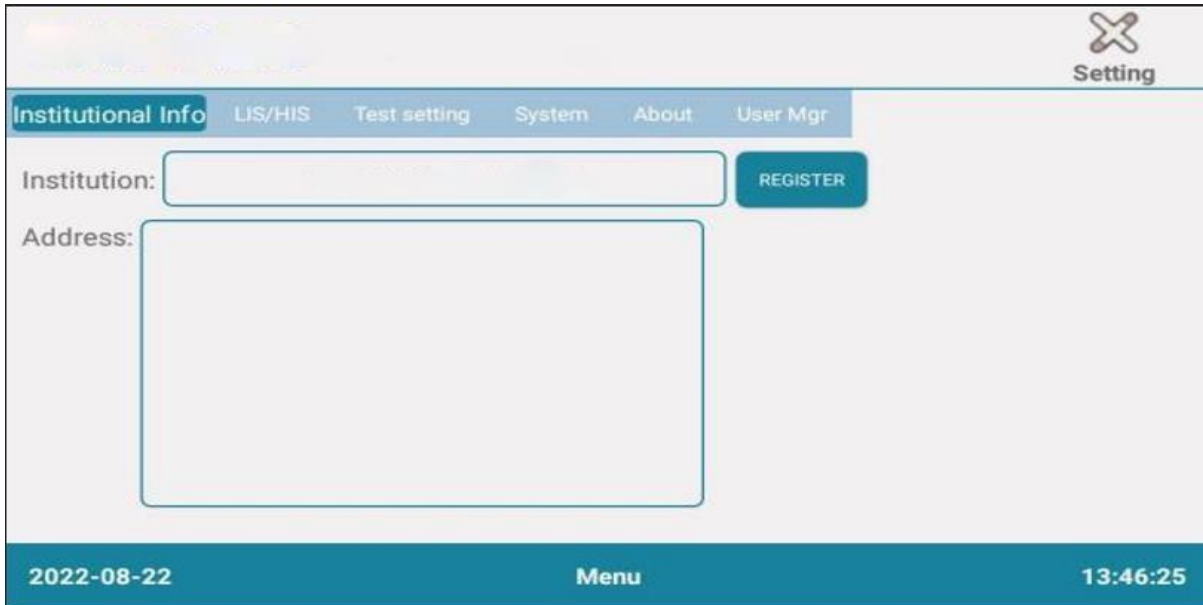 Setting
Institutional Info LIS/HIS Test setting System About User Mgr
Institution: REGISTER
Address:
2022-08-22 Menu 13:46:25